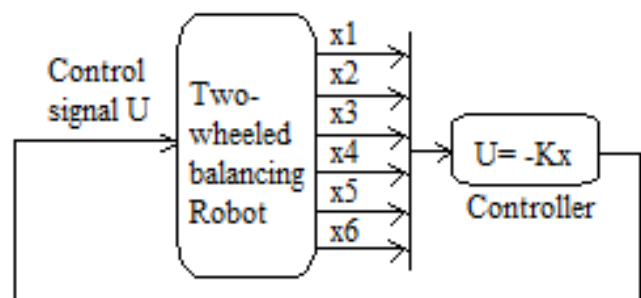 Control
signal U
Two-
wheeled
balancing
Robot
x1
x2
x3
x4
x5
x6
U= -Kx
Controller